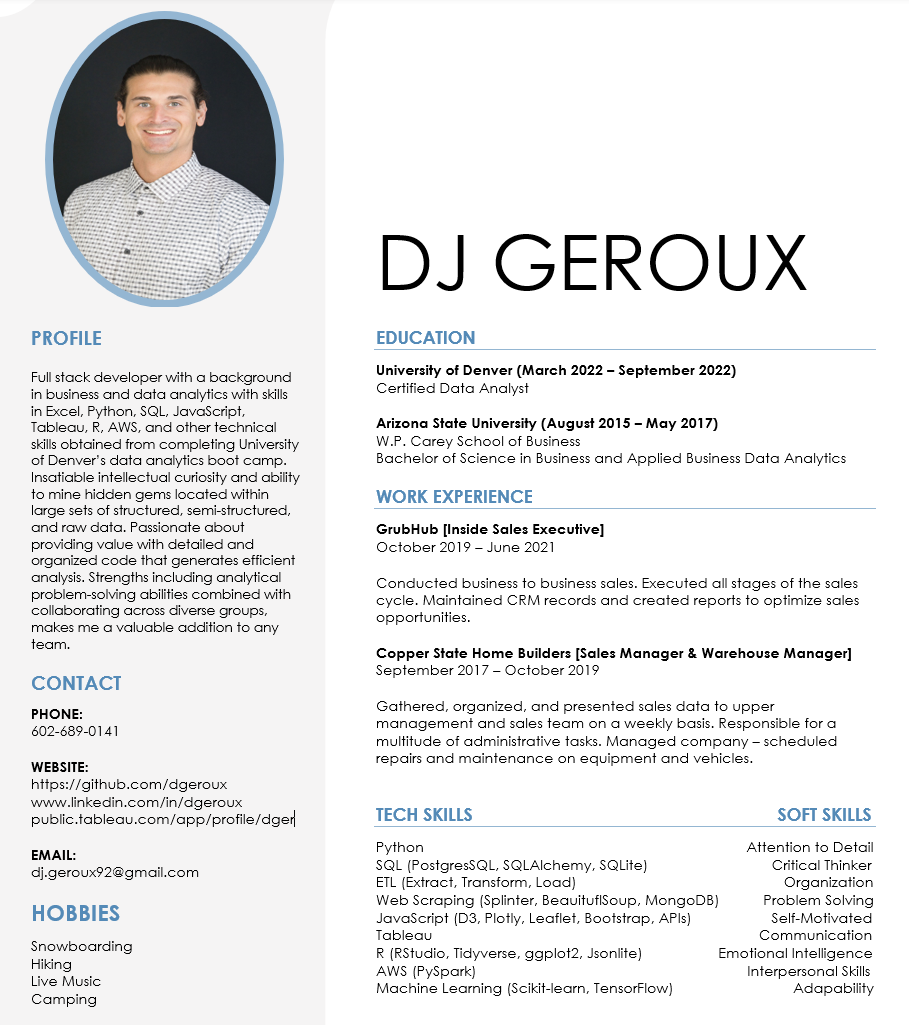 DJ GEROUX
PROFILE
Full stack developer with a background
in business and data analytics with skills
in Excel, Python, SQL, JavaScript,
Tableau, R, AWS, and other technical
skills obtained from completing University
of Denver’s data analytics boot camp.
Insatiable intellectual curiosity and ability
to mine hidden gems located within
large sets of structured, semi-structured,
and raw data. Passionate about
providing value with detailed and
organized code that generates efficient
analysis. Strengths including analytical
problem-solving abilities combined with
collaborating across diverse groups,
makes me a valuable addition to any
team.
CONTACT
PHONE:
602-689-0141
WEBSITE:
https://github.com/dgeroux
www.linkedin.com/in/dgeroux
public.tableau.com/app/profile/dger
EMAIL:
dj.geroux92@gmail.com
HOBBIES
Snowboarding
Hiking
Live Music
Camping
EDUCATION
University of Denver (March 2022 – September 2022)
Certified Data Analyst
Arizona State University (August 2015 – May 2017)
W.P. Carey School of Business
Bachelor of Science in Business and Applied Business Data Analytics
WORK EXPERIENCE
GrubHub [Inside Sales Executive]
October 2019 – June 2021
Conducted business to business sales. Executed all stages of the sales
cycle. Maintained CRM records and created reports to optimize sales
opportunities.
Copper State Home Builders [Sales Manager & Warehouse Manager]
September 2017 – October 2019
Gathered, organized, and presented sales data to upper
management and sales team on a weekly basis. Responsible for a
multitude of administrative tasks. Managed company – scheduled
repairs and maintenance on equipment and vehicles.
TECH SKILLS
Python
SQL (PostgresSQL, SQLAlchemy, SQLite)
ETL (Extract, Transform, Load)
Web Scraping (Splinter, BeauituflSoup, MongoDB)
JavaScript (D3, Plotly, Leaflet, Bootstrap, APIs)
Tableau
R (RStudio, Tidyverse, ggplot2, Jsonlite)
AWS (PySpark)
Machine Learning (Scikit-learn, TensorFlow)
SOFT SKILLS
Attention to Detail
Critical Thinker
Organization
Problem Solving
Self-Motivated
Communication
Emotional Intelligence
Interpersonal Skills
Adapability